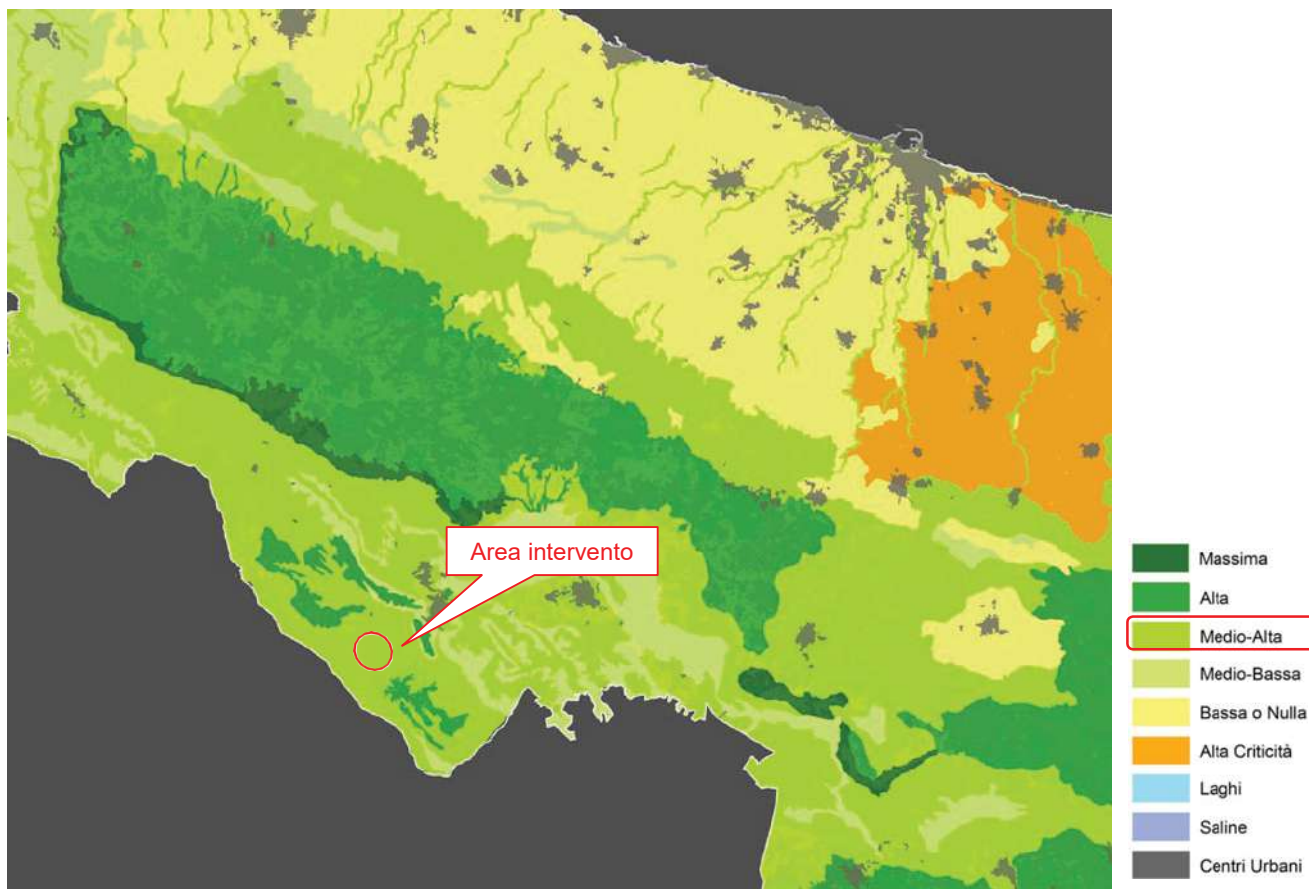 Area intervento
Massima
Alta
Medio-Alta
Medio-Bassa
Bassa o Nulla
Alta Criticità
Laghi
Saline
Centri Urbani